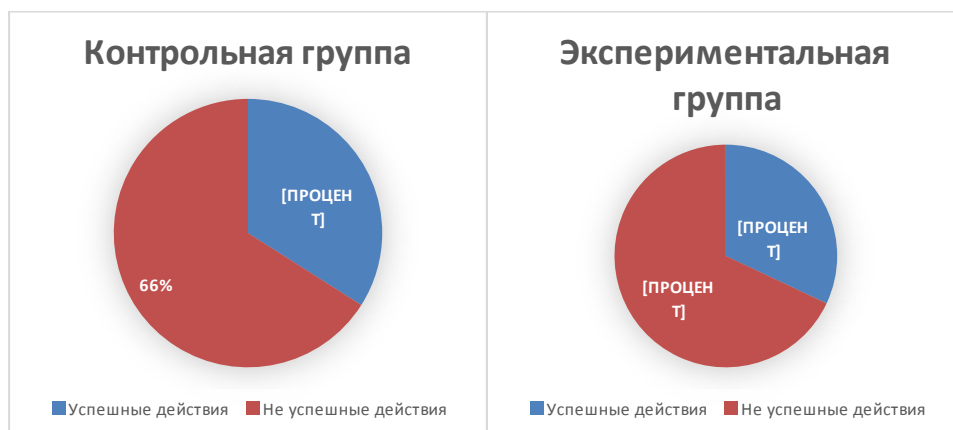 Контрольная группа
[ПРОЦЕН
Т]
66%
Успешные действия
Не успешные действия
Экспериментальная
группа
[ПРОЦЕН
Т]
[ПРОЦЕН
Т]
Успешные действия
Не успешные действия